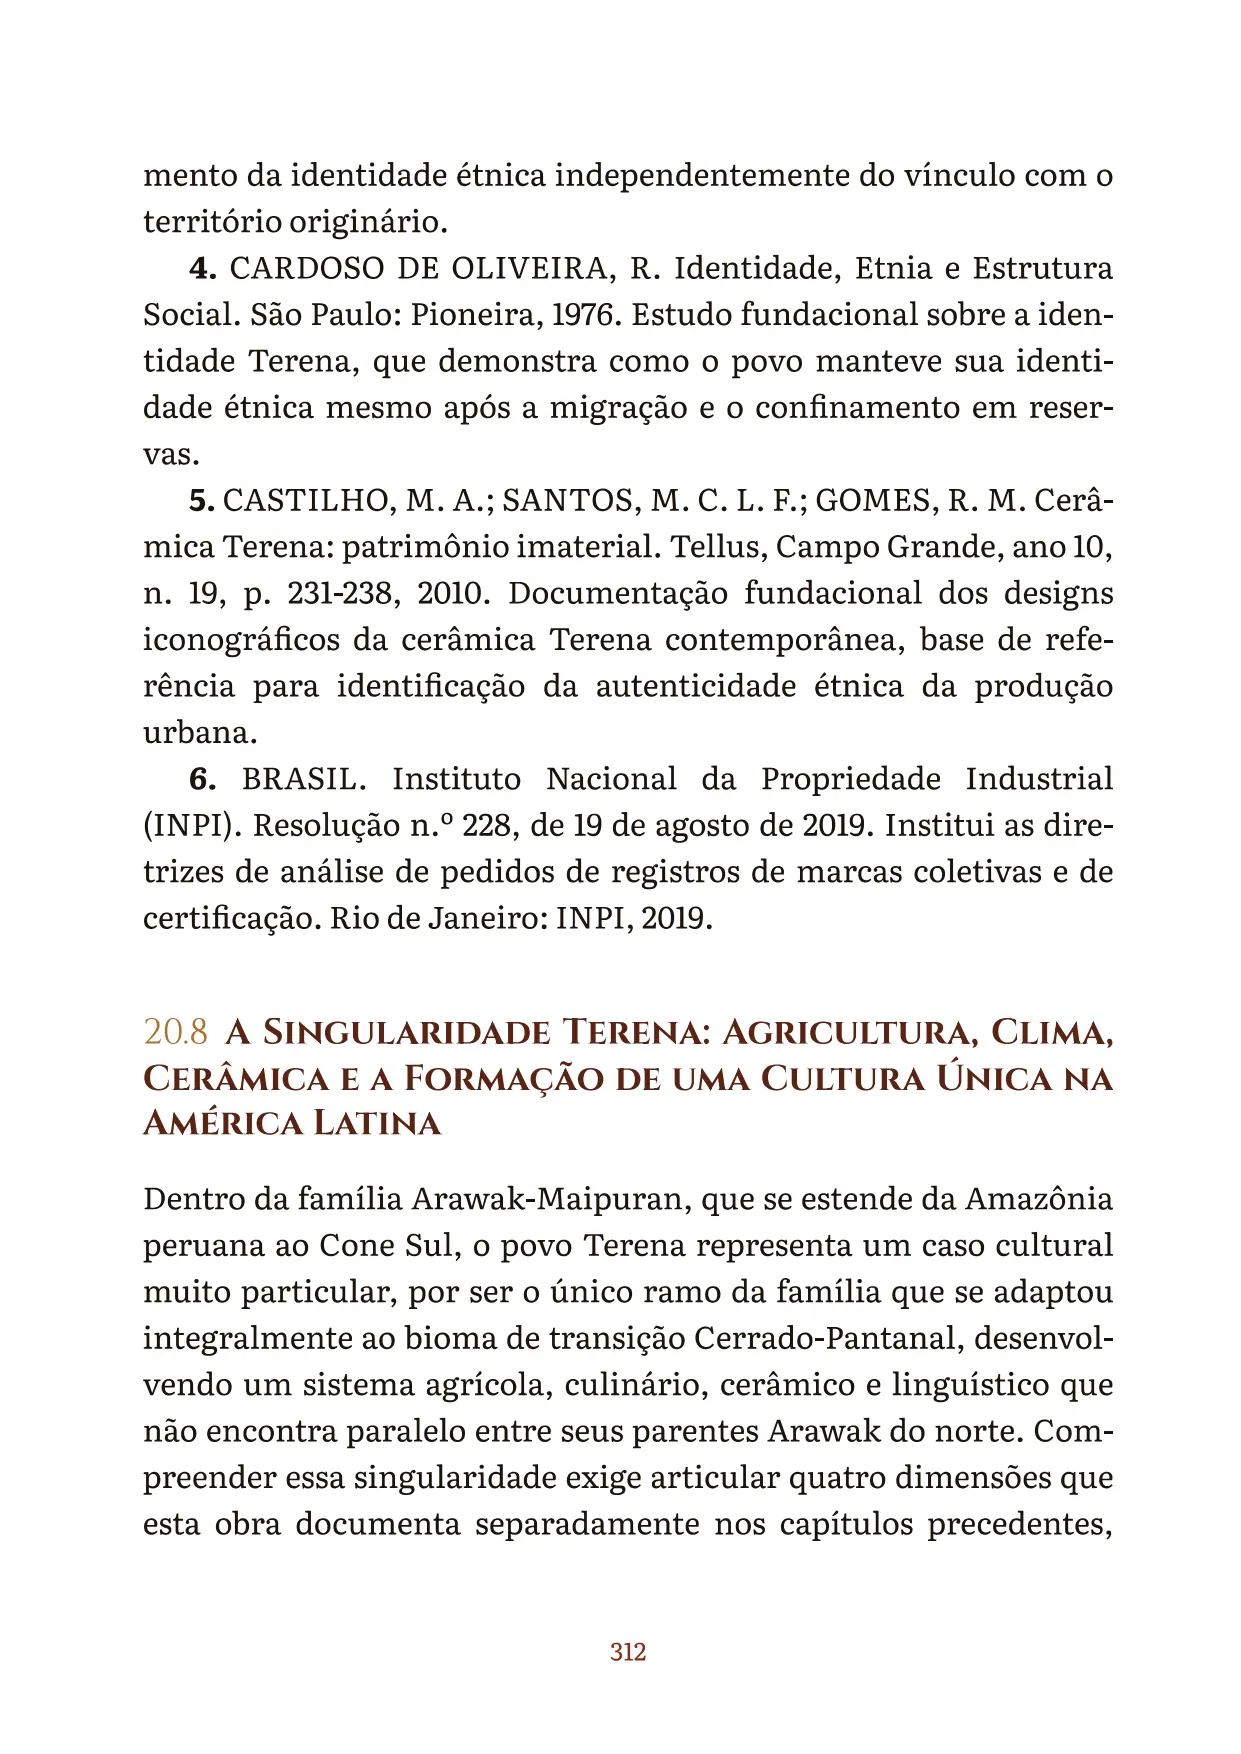 mento da identidade étnica independentemente do vínculo com o
território originário.
4. CARDOSO DE OLIVEIRA, R. Identidade, Etnia e Estrutura
Social. São Paulo: Pioneira, 1976. Estudo fundacional sobre a iden-
tidade Terena, que demonstra como o povo manteve sua identi-
dade étnica mesmo após a migração e o confinamento em reser-
vas.
5. CASTILHO, M. A.; SANTOS, M. C. L. F.; GOMES, R. M. Cerâ-
mica Terena: patrimônio imaterial. Tellus, Campo Grande, ano 10,
n. 19, p. 231-238, 2010. Documentação fundacional dos designs
iconográficos da cerâmica Terena contemporânea, base de refe-
rência para identificação da autenticidade étnica da produção
urbana.
6. BRASIL. Instituto Nacional da Propriedade Industrial
(INPI). Resolução n.º 228, de 19 de agosto de 2019. Institui as dire-
trizes de análise de pedidos de registros de marcas coletivas e de
certificação. Rio de Janeiro: INPI, 2019.
20.8 A Singularidade Terena: Agricultura, Clima,
Cerâmica e a Formação de uma Cultura Única na
América Latina
Dentro da família Arawak-Maipuran, que se estende da Amazônia
peruana ao Cone Sul, o povo Terena representa um caso cultural
muito particular, por ser o único ramo da família que se adaptou
integralmente ao bioma de transição Cerrado-Pantanal, desenvol-
vendo um sistema agrícola, culinário, cerâmico e linguístico que
não encontra paralelo entre seus parentes Arawak do norte. Com-
preender essa singularidade exige articular quatro dimensões que
esta obra documenta separadamente nos capítulos precedentes,
312